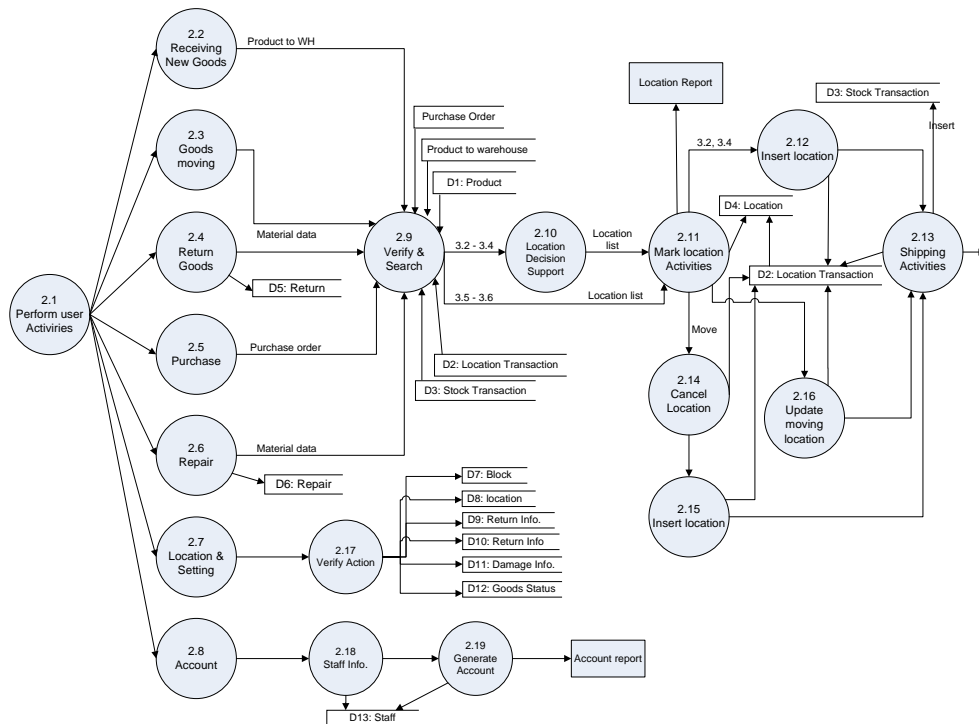 2.2
Receiving
New Goods
Product to WH
2.3
Goods
moving
Material data
2.4
Return
Goods
D5: Return
2.1
Perform user
Activiries
2.5
Purchase
Purchase order
2.6
Repair
Material data
D6: Repair
2.7
Location &
Setting
2.17
Verify Action
D7: Block
D8: location
D9: Return Info.
D10: Return Info
D11: Damage Info.
D12: Goods Status
2.8
Account
2.18
Staff Info.
2.19
Generate
Account
Account report
D13: Staff
Purchase Order
Product to warehouse
D1: Product
2.9
Verify &
Search
D2: Location Transaction
D3: Stock Transaction
3.2 - 3.4
3.5 - 3.6
Location list
2.10
Location
Decision
Support
Location
list
Location Report
2.11
Mark location
Activities
3.2, 3.4
2.12
Insert location
D3: Stock Transaction
Insert
D4: Location
D2: Location Transaction
2.13
Shipping
Activities
Move
2.14
Cancel
Location
2.16
Update
moving
location
2.15
Insert location